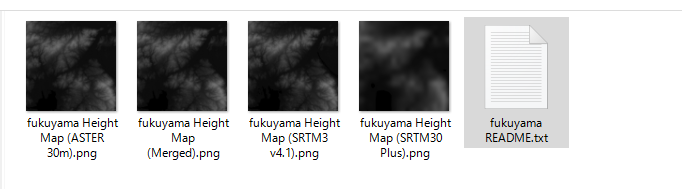 fukuyama Height
Map (ASTER
30m).png
fukuyama Height
Map
(Merged).png
fukuyama Height
Map (SRTM3
v4.1).png
fukuyama Height
Map (SRTM30
Plus).png
fukuyama
README.txt